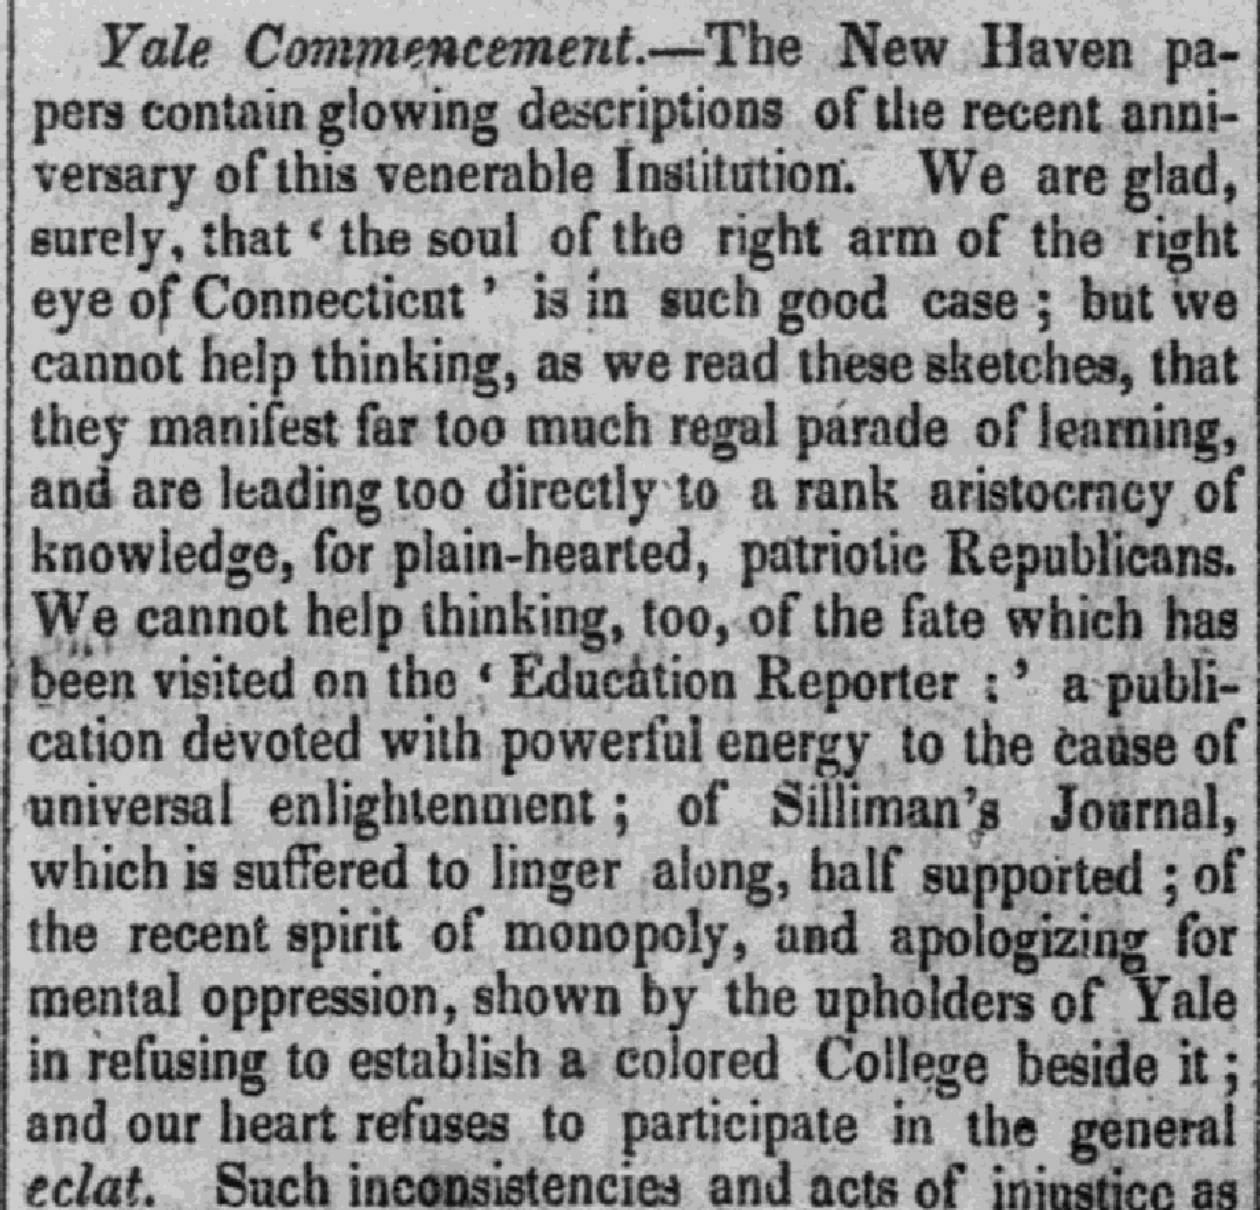 Yale Commencement.—The New Haven pa-
pers contain glowing descriptions of the recent anni-
versary of this venerable Institution. We are glad,
surely, that ‘ the soul of the right arm of the right
eye of Connecticut ’ is in such good case ; but we
cannot help thinking, as we read these sketches, that
they manifest far too much regal parade of learning,
and are leading too directly to a rank aristocracy of
knowledge, for plain-hearted, patriotic Republicans.
We cannot help thinking, too, of the fate which has
been visited on the ‘ Education Reporter : ’ a publi-
cation devoted with powerful energy to the cause of
universal enlightenment ; of Silliman's Journal,
which is suffered to linger along, half supported ; of
the recent spirit of monopoly, and apologizing for
mental oppression, shown by the upholders of Yale
in refusing to establish a colored College beside it ;
and our heart refuses to participate in the general
eclat. Such inconsistencies and acts of injustice as